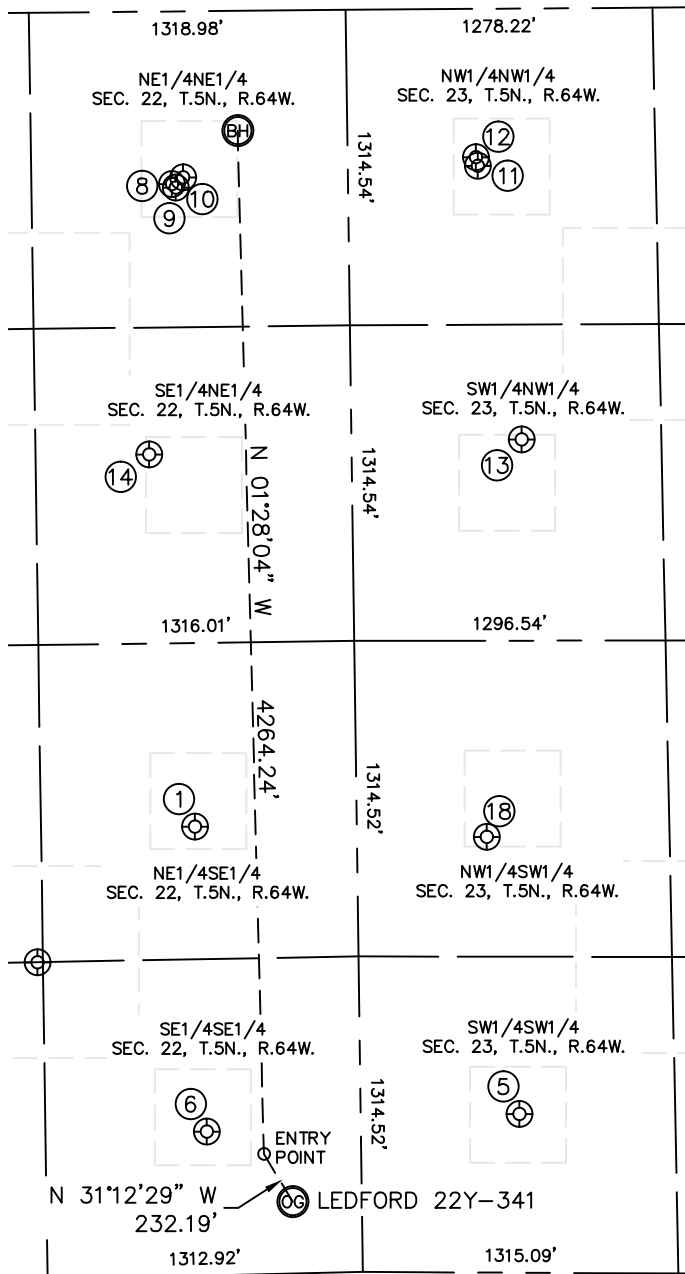 1318.98'
1278.22'
NE1/4NE1/4
SEC. 22, T.5N., R.64W.
NW1/4NW1/4
SEC. 23, T.5N., R.64W.
BH
12
1314.54'
8
10
11
9
SE1/4NE1/4
SEC. 22, T.5N., R.64W.
SW1/4NW1/4
SEC. 23, T.5N., R.64W.
14
N 01°28'04" W
1314.54'
13
1316.01'
1296.54'
4264.24'
1
1314.52'
18
NE1/4SE1/4
SEC. 22, T.5N., R.64W.
NW1/4SW1/4
SEC. 23, T.5N., R.64W.
SE1/4SE1/4
SEC. 22, T.5N., R.64W.
SW1/4SW1/4
SEC. 23, T.5N., R.64W.
6
1314.52'
5
ENTRY
POINT
N 31°12'29" W
232.19'
OG
LEDFORD 22Y-341
1312.92'
1315.09'